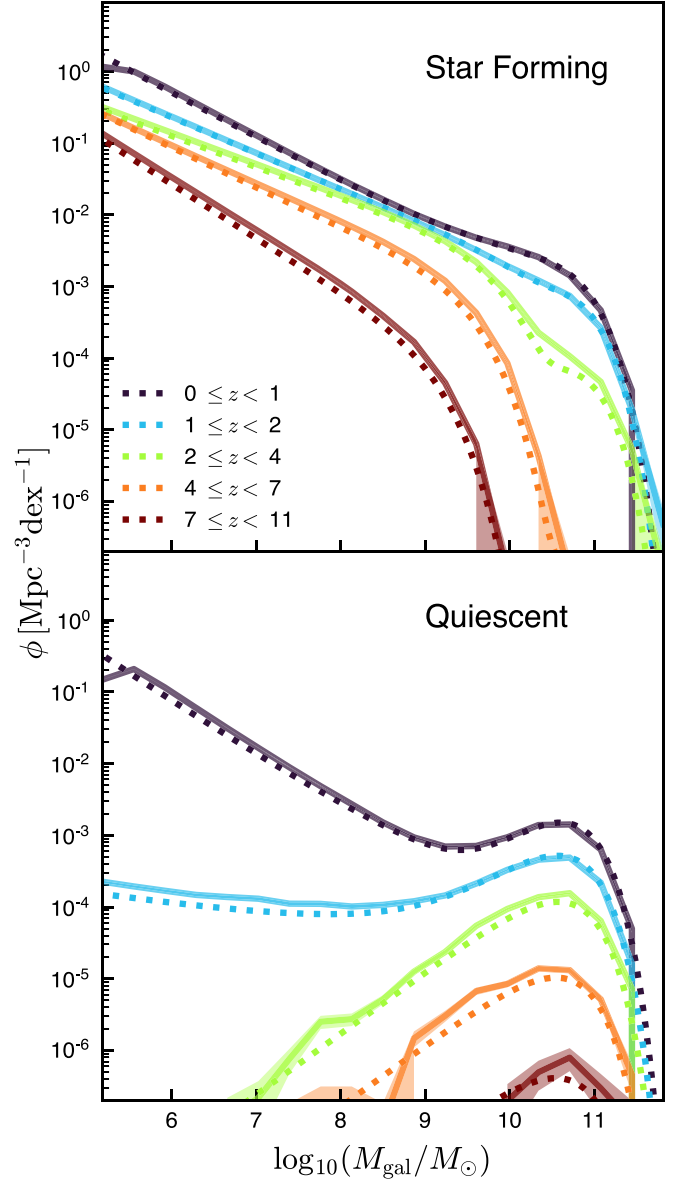 Star Forming
10⁰
10⁻¹
10⁻²
10⁻³
10⁻⁴
10⁻⁵
10⁻⁶
0 ≤ z < 1
1 ≤ z < 2
2 ≤ z < 4
4 ≤ z < 7
7 ≤ z < 11
ϕ [Mpc⁻³dex⁻¹]
Quiescent
10⁰
10⁻¹
10⁻²
10⁻³
10⁻⁴
10⁻⁵
10⁻⁶
6 7 8 9 10 11
log₁₀(M_gal/M_⊙)